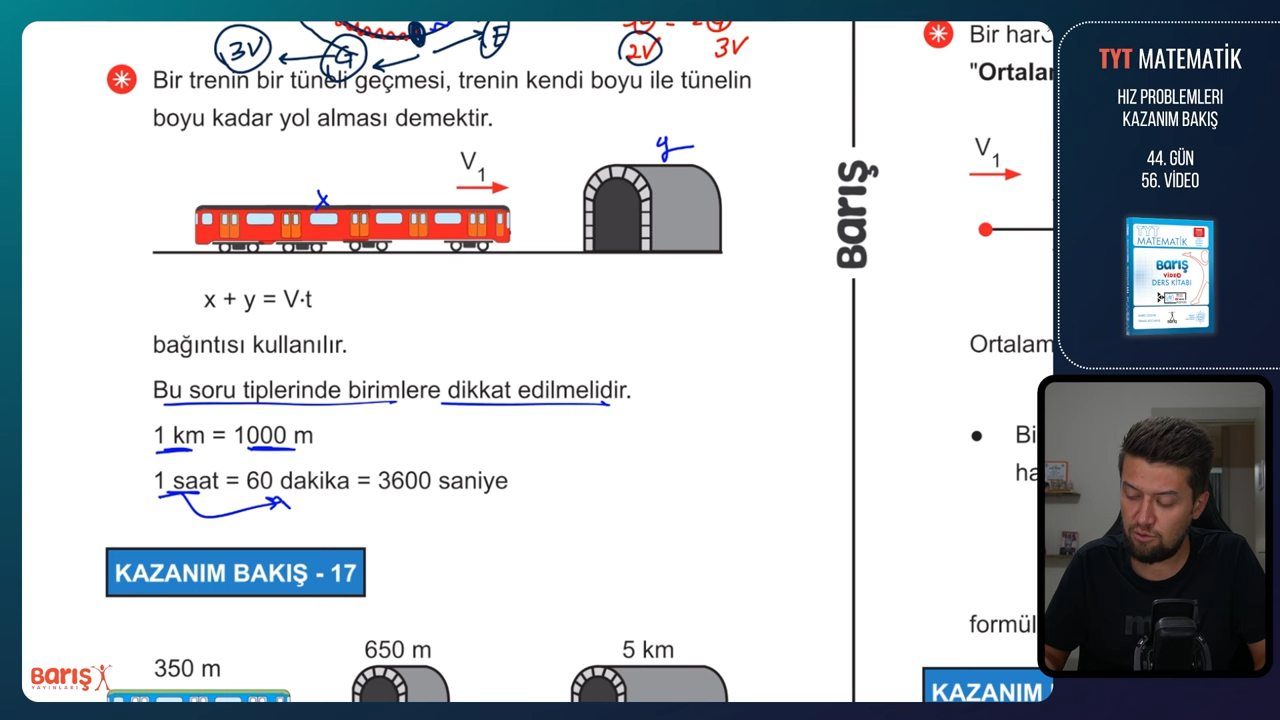 3V
G
E
2V
3V
Bir trenin bir tüneli geçmesi, trenin kendi boyu ile tünelin
boyu kadar yol alması demektir.
V1
x
y
x + y = V·t
bağıntısı kullanılır.
Bu soru tiplerinde birimlere dikkat edilmelidir.
1 km = 1000 m
1 saat = 60 dakika = 3600 saniye
KAZANIM BAKIŞ - 17
350 m
650 m
5 km
Barış
YAYINLARI
Barış
Bir har
"Ortala
V1
Ortalam
Bi
ha
formül
KAZANIM
TYT MATEMATİK
HIZ PROBLEMLERI
KAZANIM BAKIŞ
44. GÜN
56. VİDEO
TYT
MATEMATİK
Barış
VİDEO
DERS KİTABI